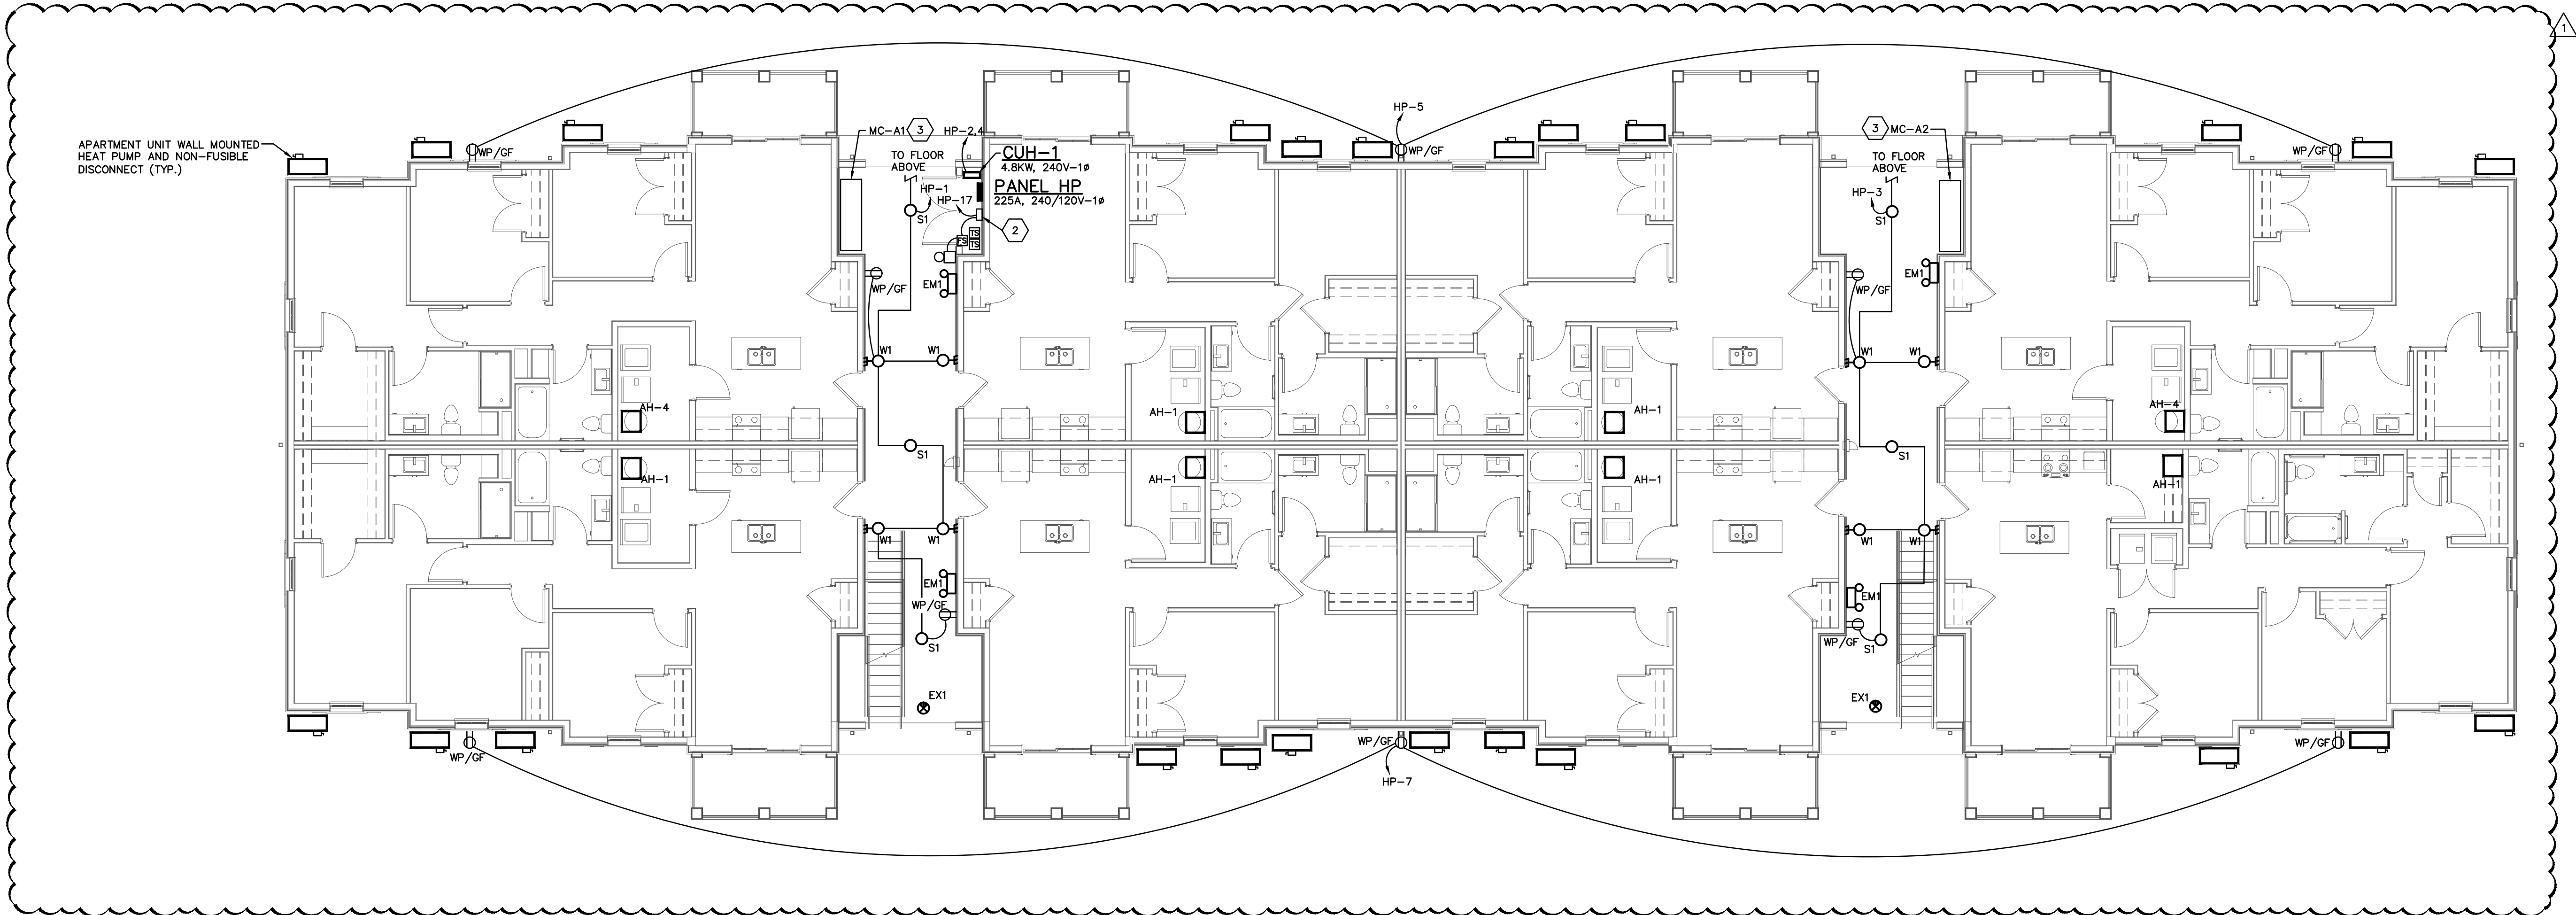 1
HP-5
APARTMENT UNIT WALL MOUNTED
HEAT PUMP AND NON-FUSIBLE
DISCONNECT (TYP.)
WP/GF
MC-A1
3
HP-2,4
TO FLOOR
ABOVE
CUH-1
4.8KW, 240V-1ø
PANEL HP
225A, 240/120V-1ø
HP-1
HP-17
S1
2
TS
TS
FS
WP/GF
3
MC-A2
TO FLOOR
ABOVE
HP-3
S1
WP/GF
WP/GF
EM1
WP/GF
EM1
W1
W1
W1
W1
AH-4
AH-1
AH-1
AH-4
S1
S1
AH-1
AH-1
AH-1
AH-1
W1
W1
W1
W1
EM1
WP/GF
S1
EM1
WP/GF
S1
EX1
EX1
WP/GF
WP/GF
WP/GF
HP-7